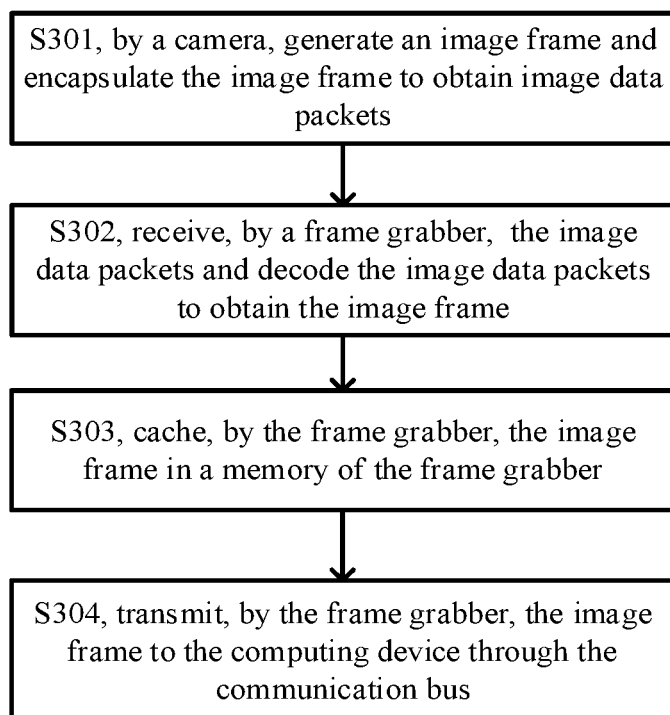 S301, by a camera, generate an image frame and
encapsulate the image frame to obtain image data
packets
S302, receive, by a frame grabber, the image
data packets and decode the image data packets
to obtain the image frame
S303, cache, by the frame grabber, the image
frame in a memory of the frame grabber
S304, transmit, by the frame grabber, the image
frame to the computing device through the
communication bus